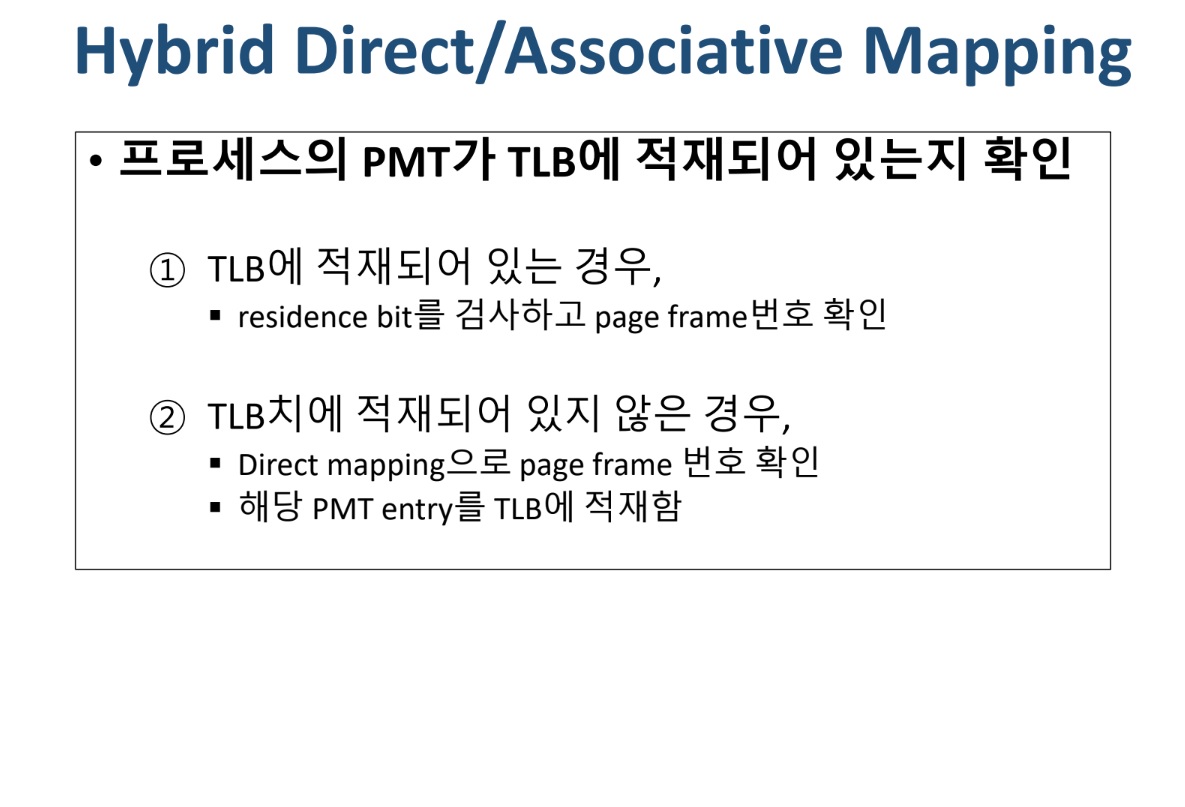 Hybrid Direct/Associative Mapping
• 프로세스의 PMT가 TLB에 적재되어 있는지 확인
① TLB에 적재되어 있는 경우,
▪ residence bit를 검사하고 page frame번호 확인
② TLB치에 적재되어 있지 않은 경우,
▪ Direct mapping으로 page frame 번호 확인
▪ 해당 PMT entry를 TLB에 적재함